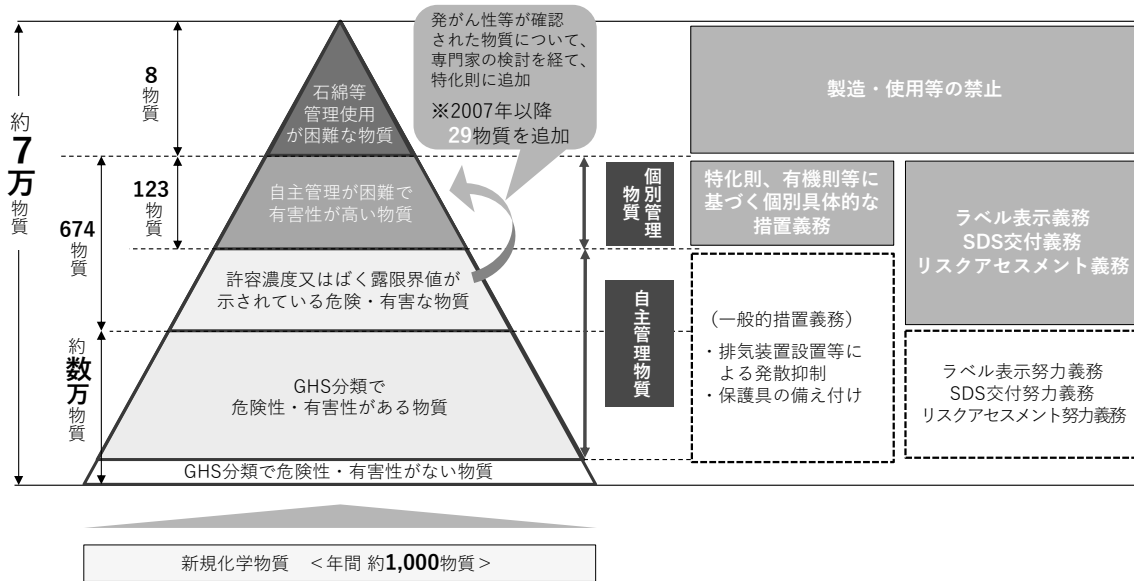 約
7
万
物質
8
物質
123
物質
674
物質
約
数
万
物質
石綿等
管理使用
が困難な物質
自主管理が困難で
有害性が高い物質
許容濃度又はばく露限界値が
示されている危険・有害な物質
GHS分類で
危険性・有害性がある物質
GHS分類で危険性・有害性がない物質
発がん性等が確認
された物質について、
専門家の検討を経て、
特化則に追加
※2007年以降
29物質を追加
個別管理
物質
自主管理物質
製造・使用等の禁止
特化則、有機則等に
基づく個別具体的な
措置義務
ラベル表示義務
SDS交付義務
リスクアセスメント義務
（一般的措置義務）
・排気装置設置等に
よる発散抑制
・保護具の備え付け
ラベル表示努力義務
SDS交付努力義務
リスクアセスメント努力義務
新規化学物質　＜年間 約1,000物質＞